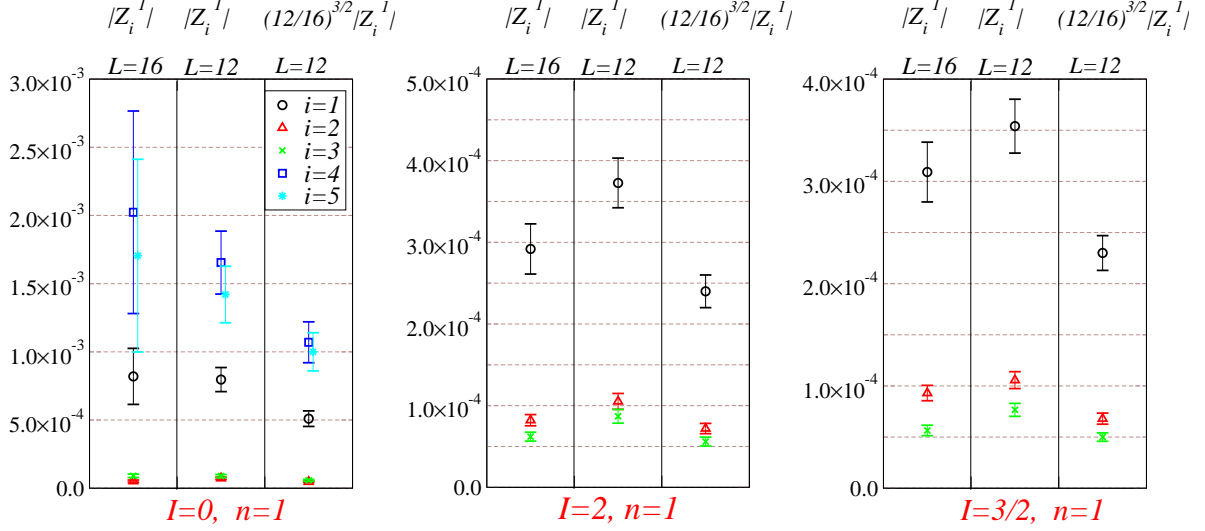 |Z_i^1| |Z_i^1| (12/16)^{3/2}|Z_i^1|
L=16 L=12 L=12
3.0×10^-3
2.5×10^-3
2.0×10^-3
1.5×10^-3
1.0×10^-3
5.0×10^-4
0.0
i=1
i=2
i=3
i=4
i=5
I=0, n=1
|Z_i^1| |Z_i^1| (12/16)^{3/2}|Z_i^1|
L=16 L=12 L=12
5.0×10^-4
4.0×10^-4
3.0×10^-4
2.0×10^-4
1.0×10^-4
0.0
I=2, n=1
|Z_i^1| |Z_i^1| (12/16)^{3/2}|Z_i^1|
L=16 L=12 L=12
4.0×10^-4
3.0×10^-4
2.0×10^-4
1.0×10^-4
0.0
I=3/2, n=1